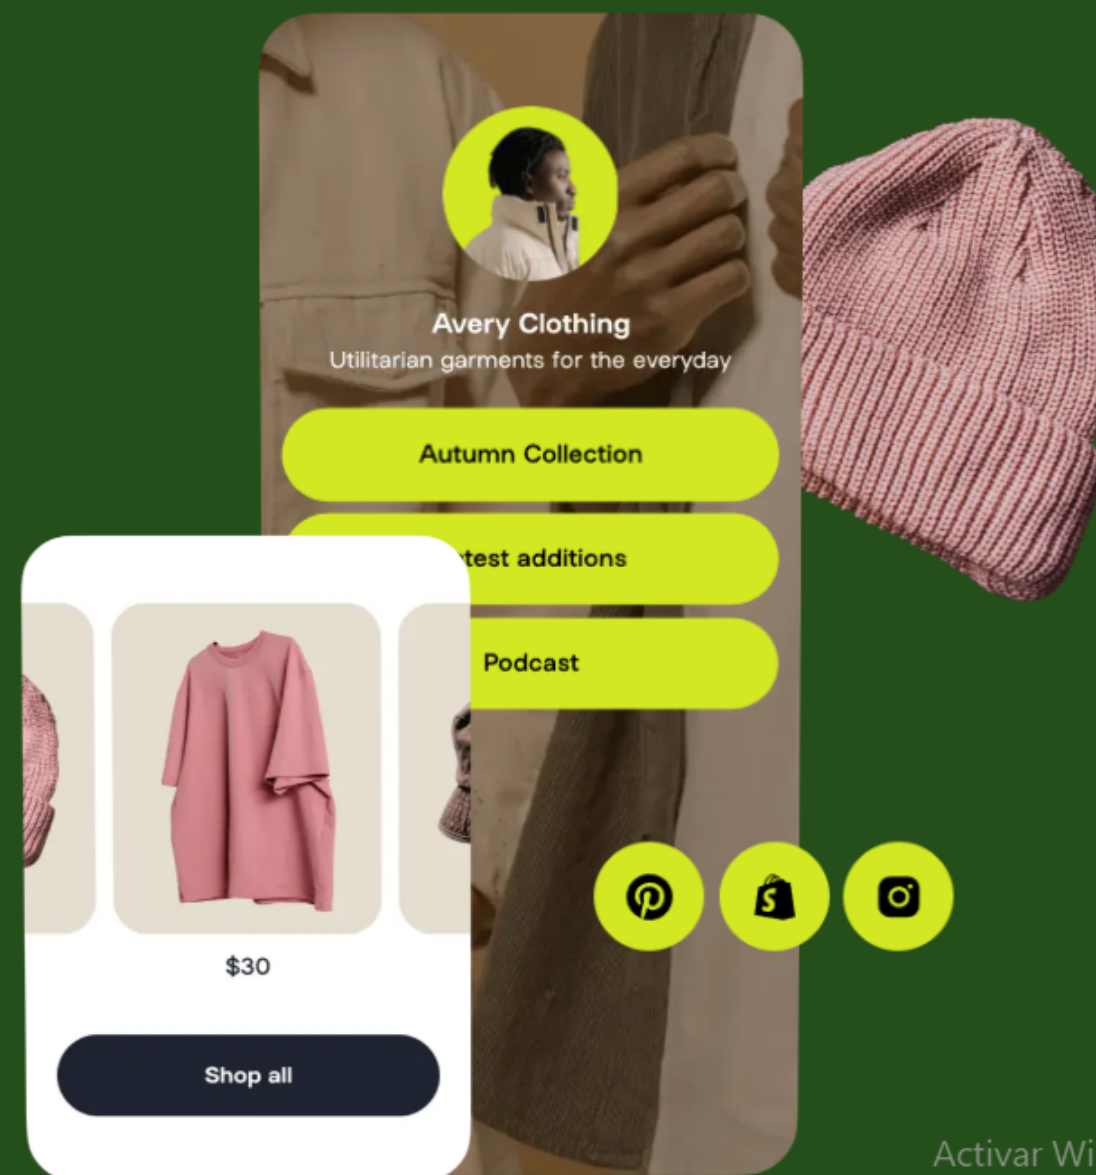 Avery Clothing
Utilitarian garments for the everyday
Autumn Collection
test additions
Podcast
$30
Shop all
Activar Wi